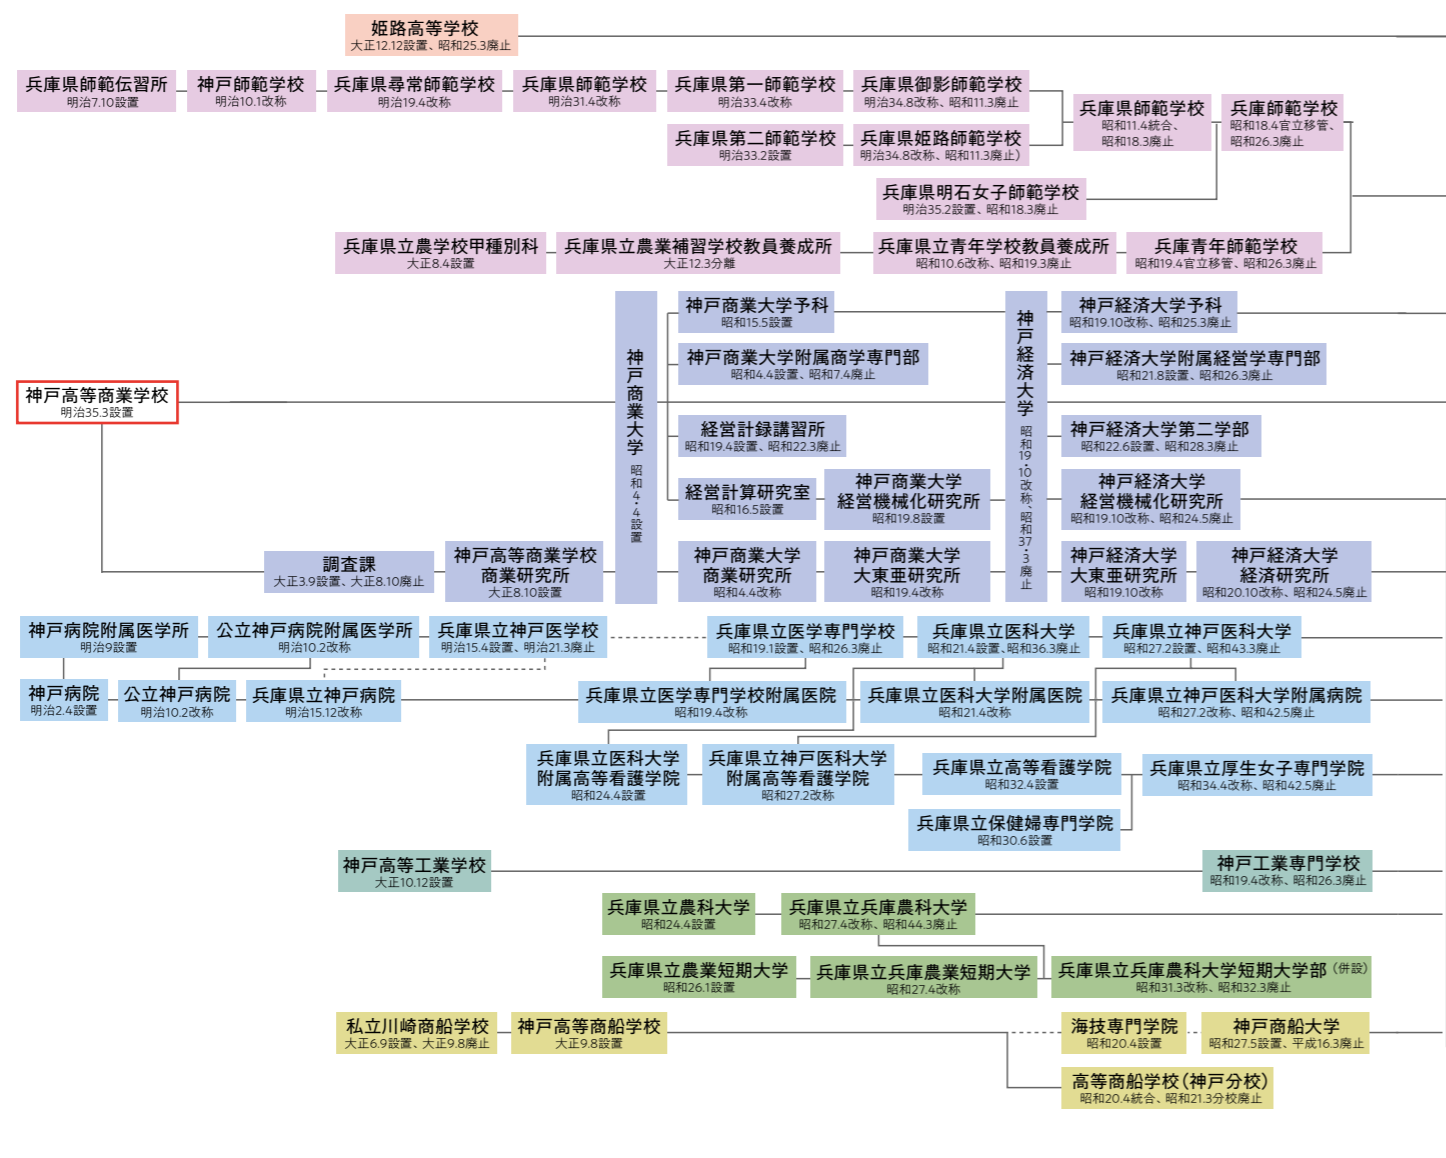 姫路高等学校
大正12.12設置、昭和25.3廃止
兵庫県師範伝習所
明治7.10設置
神戸師範学校
明治10.1改称
兵庫県尋常師範学校
明治19.4改称
兵庫県師範学校
明治31.4改称
兵庫県第一師範学校
明治33.4改称
兵庫県御影師範学校
明治34.8改称、昭和11.3廃止
兵庫県第二師範学校
明治33.2設置
兵庫県姫路師範学校
明治34.8改称、昭和11.3廃止）
兵庫県師範学校
昭和11.4統合、
昭和18.3廃止
兵庫師範学校
昭和18.4官立移管、
昭和26.3廃止
兵庫県明石女子師範学校
明治35.2設置、昭和18.3廃止
兵庫県立農学校甲種別科
大正8.4設置
兵庫県立農業補習学校教員養成所
大正12.3分離
兵庫県立青年学校教員養成所
昭和10.6改称、昭和19.3廃止
兵庫青年師範学校
昭和19.4官立移管、昭和26.3廃止
神戸高等商業学校
明治35.3設置
調査課
大正3.9設置、大正8.10廃止
神戸高等商業学校
商業研究所
大正8.10設置
神戸商業大学 昭和4・4設置
神戸商業大学予科
昭和15.5設置
神戸商業大学附属商学専門部
昭和4.4設置、昭和7.4廃止
経営計録講習所
昭和19.4設置、昭和22.3廃止
経営計算研究室
昭和16.5設置
神戸商業大学
経営機械化研究所
昭和19.8設置
神戸商業大学
商業研究所
昭和4.4改称
神戸商業大学
大東亜研究所
昭和19.4改称
神戸経済大学 昭和19・10改称、昭和37・3廃止
神戸経済大学予科
昭和19.10改称、昭和25.3廃止
神戸経済大学附属経営学専門部
昭和21.8設置、昭和26.3廃止
神戸経済大学第二学部
昭和22.6設置、昭和28.3廃止
神戸経済大学
経営機械化研究所
昭和19.10改称、昭和24.5廃止
神戸経済大学
大東亜研究所
昭和19.10改称
神戸経済大学
経済研究所
昭和20.10改称、昭和24.5廃止
神戸病院附属医学所
明治9設置
公立神戸病院附属医学所
明治10.2改称
兵庫県立神戸医学校
明治15.4設置、明治21.3廃止
兵庫県立医学専門学校
昭和19.1設置、昭和26.3廃止
兵庫県立医科大学
昭和21.4設置、昭和36.3廃止
兵庫県立神戸医科大学
昭和27.2設置、昭和43.3廃止
神戸病院
明治2.4設置
公立神戸病院
明治10.2改称
兵庫県立神戸病院
明治15.12改称
兵庫県立医学専門学校附属医院
昭和19.4改称
兵庫県立医科大学附属医院
昭和21.4改称
兵庫県立神戸医科大学附属病院
昭和27.2改称、昭和42.5廃止
兵庫県立医科大学
附属高等看護学院
昭和24.4設置
兵庫県立神戸医科大学
附属高等看護学院
昭和27.2改称
兵庫県立高等看護学院
昭和32.4設置
兵庫県立厚生女子専門学院
昭和34.4改称、昭和42.5廃止
兵庫県立保健婦専門学院
昭和30.6設置
神戸高等工業学校
大正10.12設置
神戸工業専門学校
昭和19.4改称、昭和26.3廃止
兵庫県立農科大学
昭和24.4設置
兵庫県立兵庫農科大学
昭和27.4改称、昭和44.3廃止
兵庫県立農業短期大学
昭和26.1設置
兵庫県立兵庫農業短期大学
昭和27.4改称
兵庫県立兵庫農科大学短期大学部（併設）
昭和31.3改称、昭和32.3廃止
私立川崎商船学校
大正6.9設置、大正9.8廃止
神戸高等商船学校
大正9.8設置
海技専門学院
昭和20.4設置
神戸商船大学
昭和27.5設置、平成16.3廃止
高等商船学校（神戸分校）
昭和20.4統合、昭和21.3分校廃止